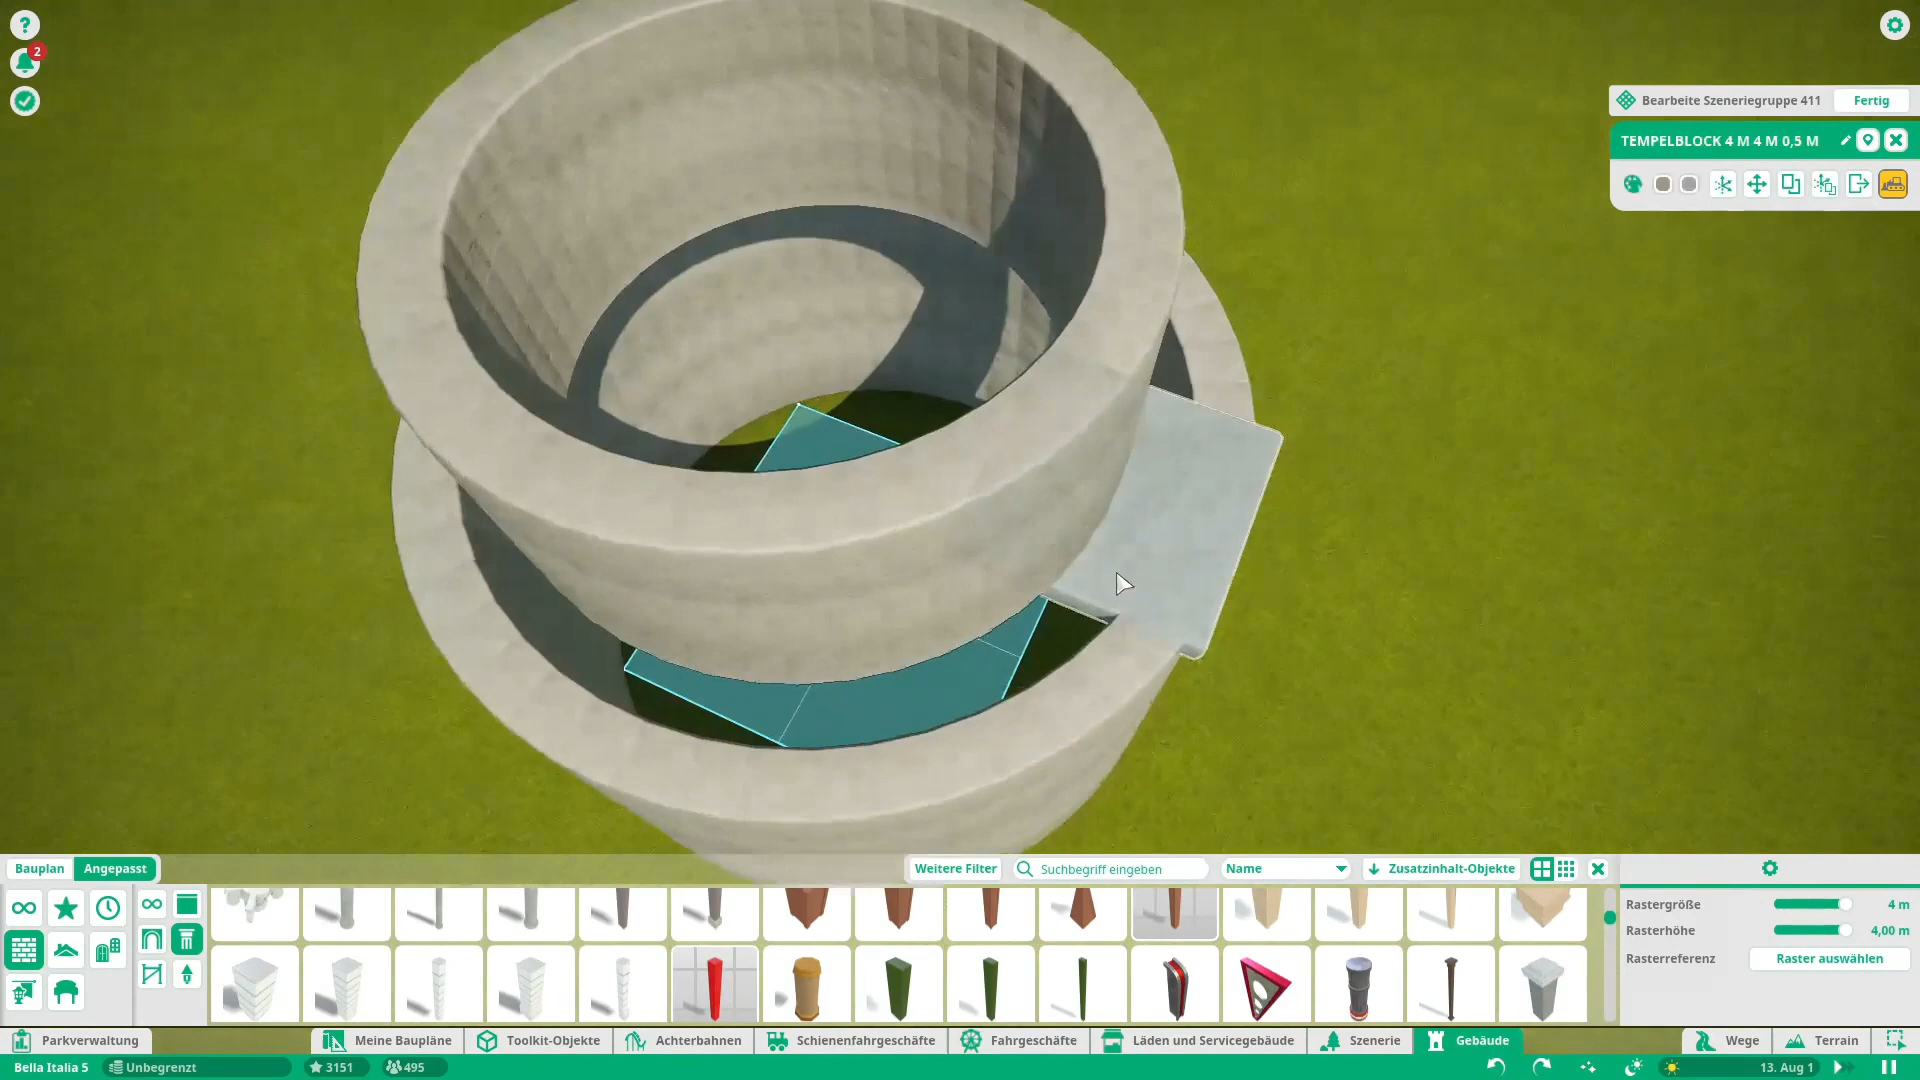 ?
2
Bearbeite Szeneriegruppe 411
Fertig
TEMPELBLOCK 4 M 4 M 0,5 M
Bauplan
Angepasst
Weitere Filter
Suchbegriff eingeben
Name
Zusatzinhalt-Objekte
Rastergröße
4 m
Rasterhöhe
4,00 m
Rasterreferenz
Raster auswählen
Parkverwaltung
Meine Baupläne
Toolkit-Objekte
Achterbahnen
Schienenfahrgeschäfte
Fahrgeschäfte
Läden und Servicegebäude
Szenerie
Gebäude
Wege
Terrain
Bella Italia 5
Unbegrenzt
3151
495
13. Aug 1